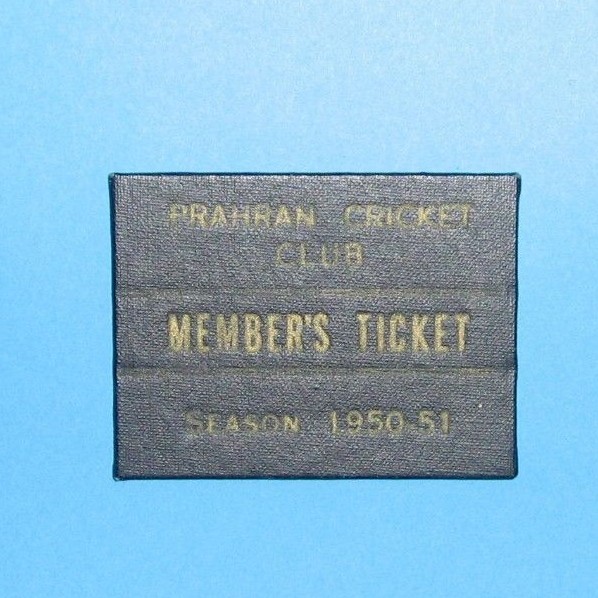 PRAHRAN CRICKET
CLUB
MEMBER'S TICKET
SEASON 1950-51